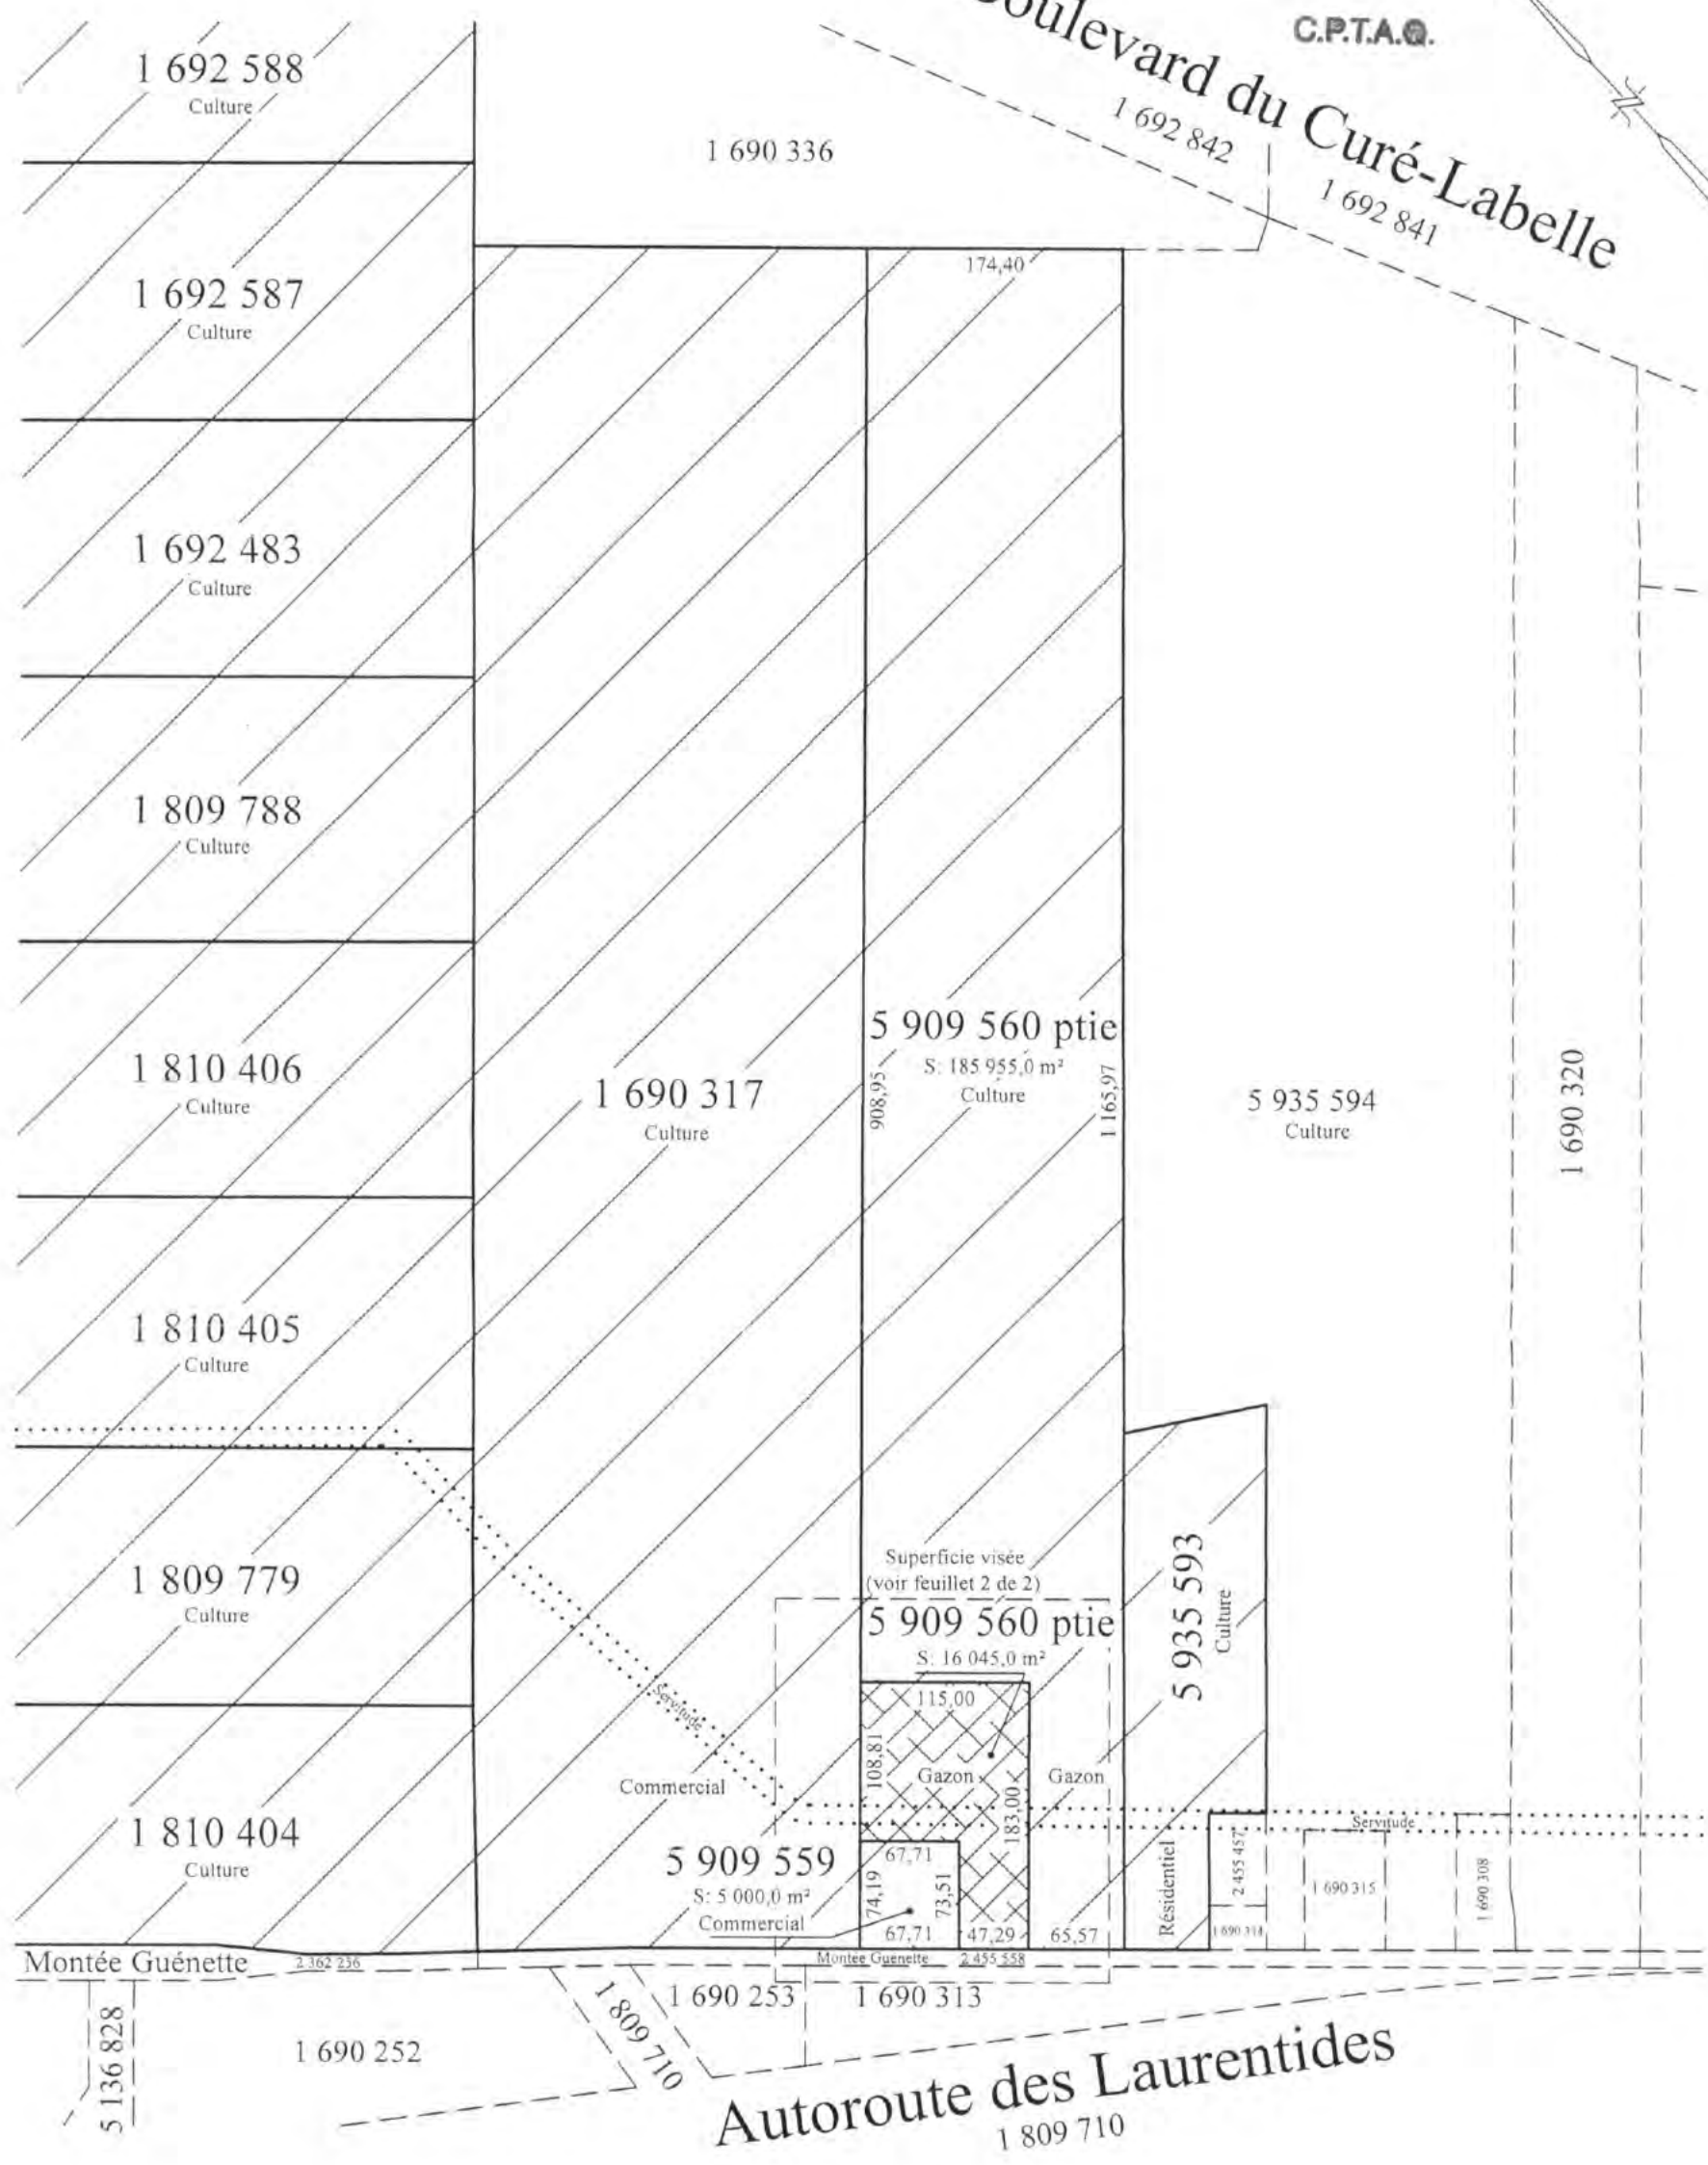 C.P.T.A.Q.
Boulevard du Curé-Labelle
1 692 842
1 692 841
1 692 588
Culture
1 690 336
174,40
1 692 587
Culture
1 692 483
Culture
1 809 788
Culture
1 810 406
Culture
1 690 317
Culture
5 909 560 ptie
S: 185 955,0 m²
Culture
908,95
1 165,97
5 935 594
Culture
1 690 320
1 810 405
Culture
1 809 779
Culture
Servitude
Superficie visée
(voir feuillet 2 de 2)
5 909 560 ptie
S: 16 045,0 m²
115,00
108,81
Gazon
183,00
Gazon
5 935 593
Culture
1 810 404
Culture
Commercial
5 909 559
S: 5 000,0 m²
Commercial
67,71
74,19
73,51
67,71
47,29
65,57
Résidentiel
2 455 457
Servitude
1 690 315
1 690 308
1 690 314
Montée Guénette
2 362 236
Montée Guénette
2 455 558
5 136 828
1 690 252
1 809 710
1 690 253
1 690 313
Autoroute des Laurentides
1 809 710